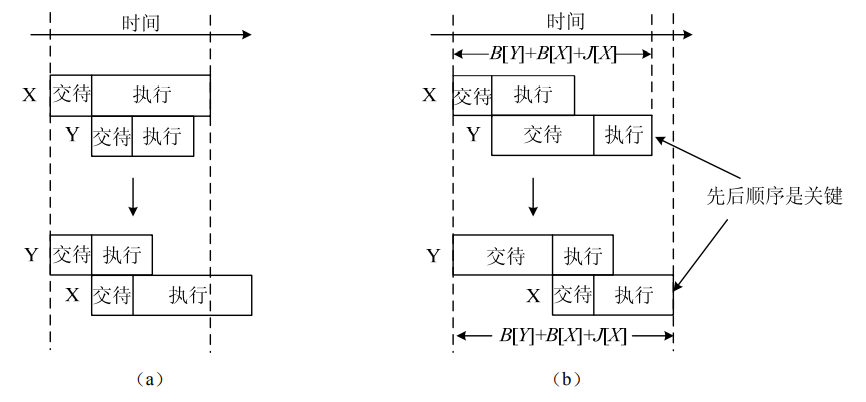 时间
X 交待 执行
Y 交待 执行
Y 交待 执行
X 交待 执行
(a)
时间
B[Y]+B[X]+J[X]
X 交待 执行
Y 交待 执行
先后顺序是关键
Y 交待 执行
X 交待 执行
B[Y]+B[X]+J[X]
(b)